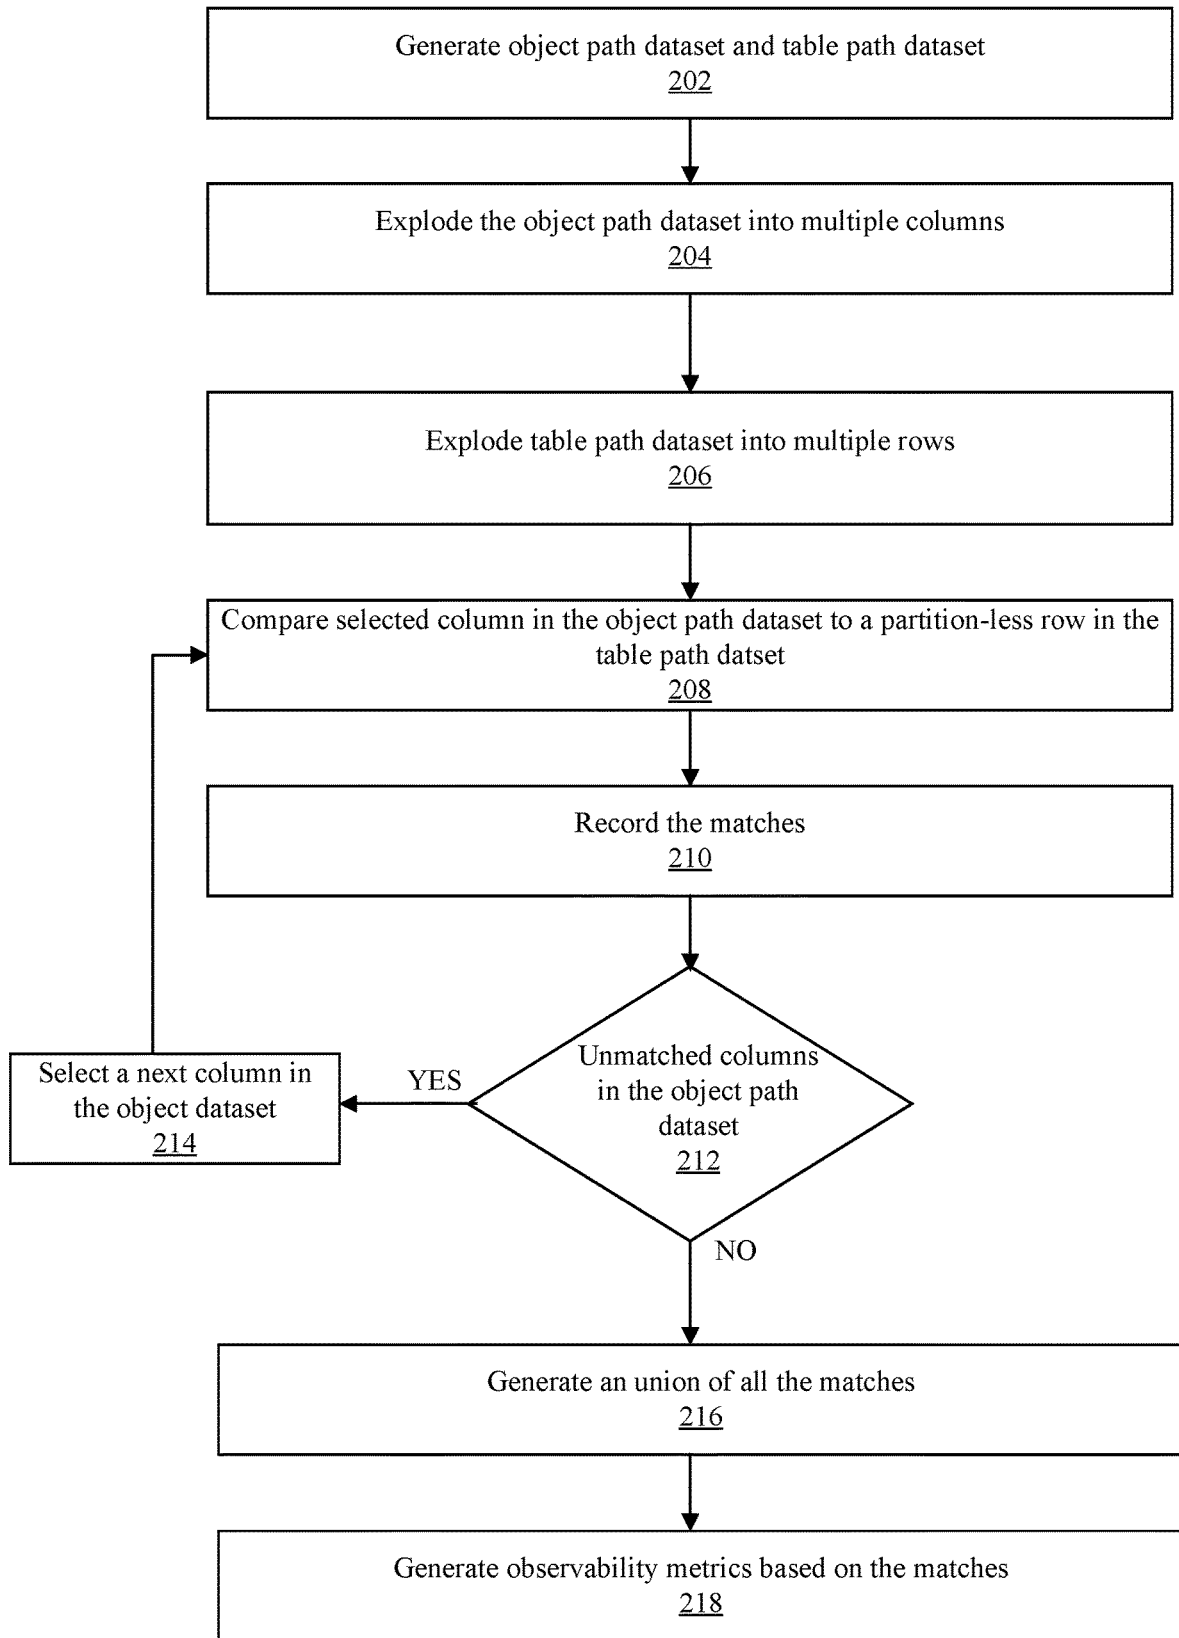 Generate object path dataset and table path dataset
202
Explode the object path dataset into multiple columns
204
Explode table path dataset into multiple rows
206
Compare selected column in the object path dataset to a partition-less row in the
table path datset
208
Record the matches
210
Unmatched columns
in the object path
dataset
212
YES
Select a next column in
the object dataset
214
NO
Generate an union of all the matches
216
Generate observability metrics based on the matches
218